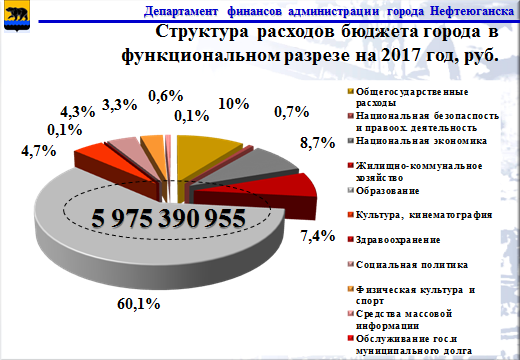 Департамент финансов администрации города Нефтеюганска
Структура расходов бюджета города в
функциональном разрезе на 2017 год, руб.
0,6%
3,3%
4,3%
0,1%
10%
0,7%
0,1%
4,7%
8,7%
7,4%
60,1%
5 975 390 955
Общегосударственные
расходы
Национальная безопасность
и правоох. деятельность
Национальная экономика
Жилищно-коммунальное
хозяйство
Образование
Культура, кинематография
Здравоохранение
Социальная политика
Физическая культура и
спорт
Средства массовой
информации
Обслуживание гос.и
муниципального долга